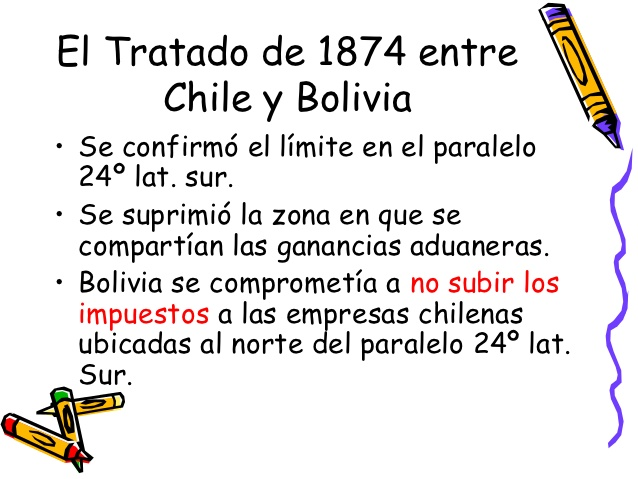 El Tratado de 1874 entre
Chile y Bolivia
• Se confirmó el límite en el paralelo
24º lat. sur.
• Se suprimió la zona en que se
compartían las ganancias aduaneras.
• Bolivia se comprometía a no subir los
impuestos a las empresas chilenas
ubicadas al norte del paralelo 24º lat.
Sur.